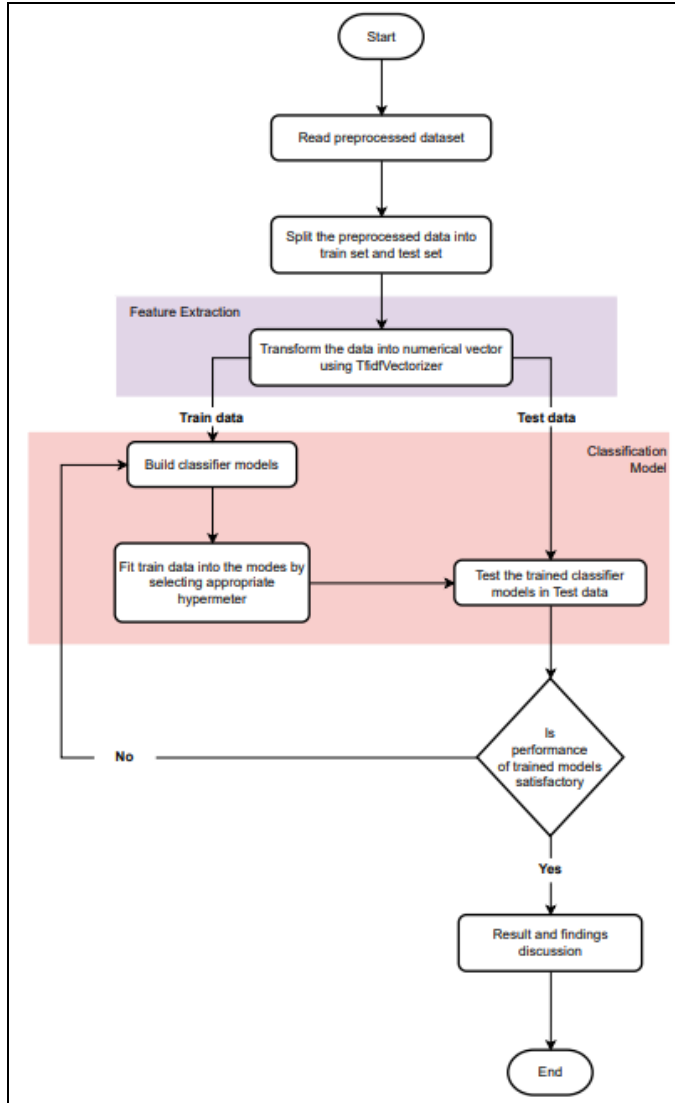 Start
Read preprocessed dataset
Split the preprocessed data into
train set and test set
Feature Extraction
Transform the data into numerical vector
using TfidfVectorizer
Train data
Test data
Classification
Model
Build classifier models
Fit train data into the modes by
selecting appropriate
hypermeter
Test the trained classifier
models in Test data
Is
performance
of trained models
satisfactory
No
Yes
Result and findings
discussion
End